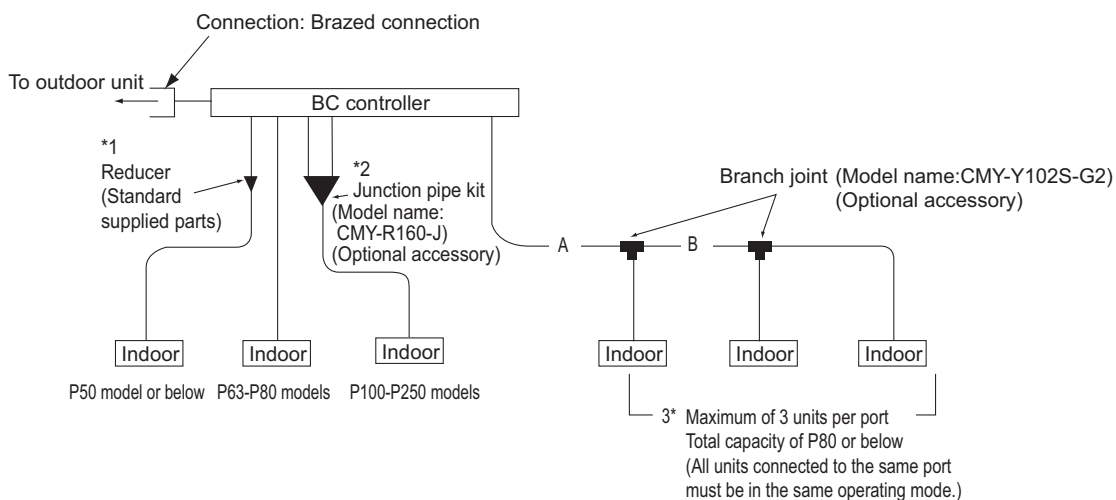 Connection: Brazed connection
To outdoor unit
BC controller
*1
Reducer
(Standard
supplied parts)
*2
Junction pipe kit
(Model name:
CMY-R160-J)
(Optional accessory)
Branch joint (Model name:CMY-Y102S-G2)
(Optional accessory)
A
B
Indoor
Indoor
Indoor
Indoor
Indoor
Indoor
P50 model or below
P63-P80 models
P100-P250 models
3* Maximum of 3 units per port
Total capacity of P80 or below
(All units connected to the same port
must be in the same operating mode.)